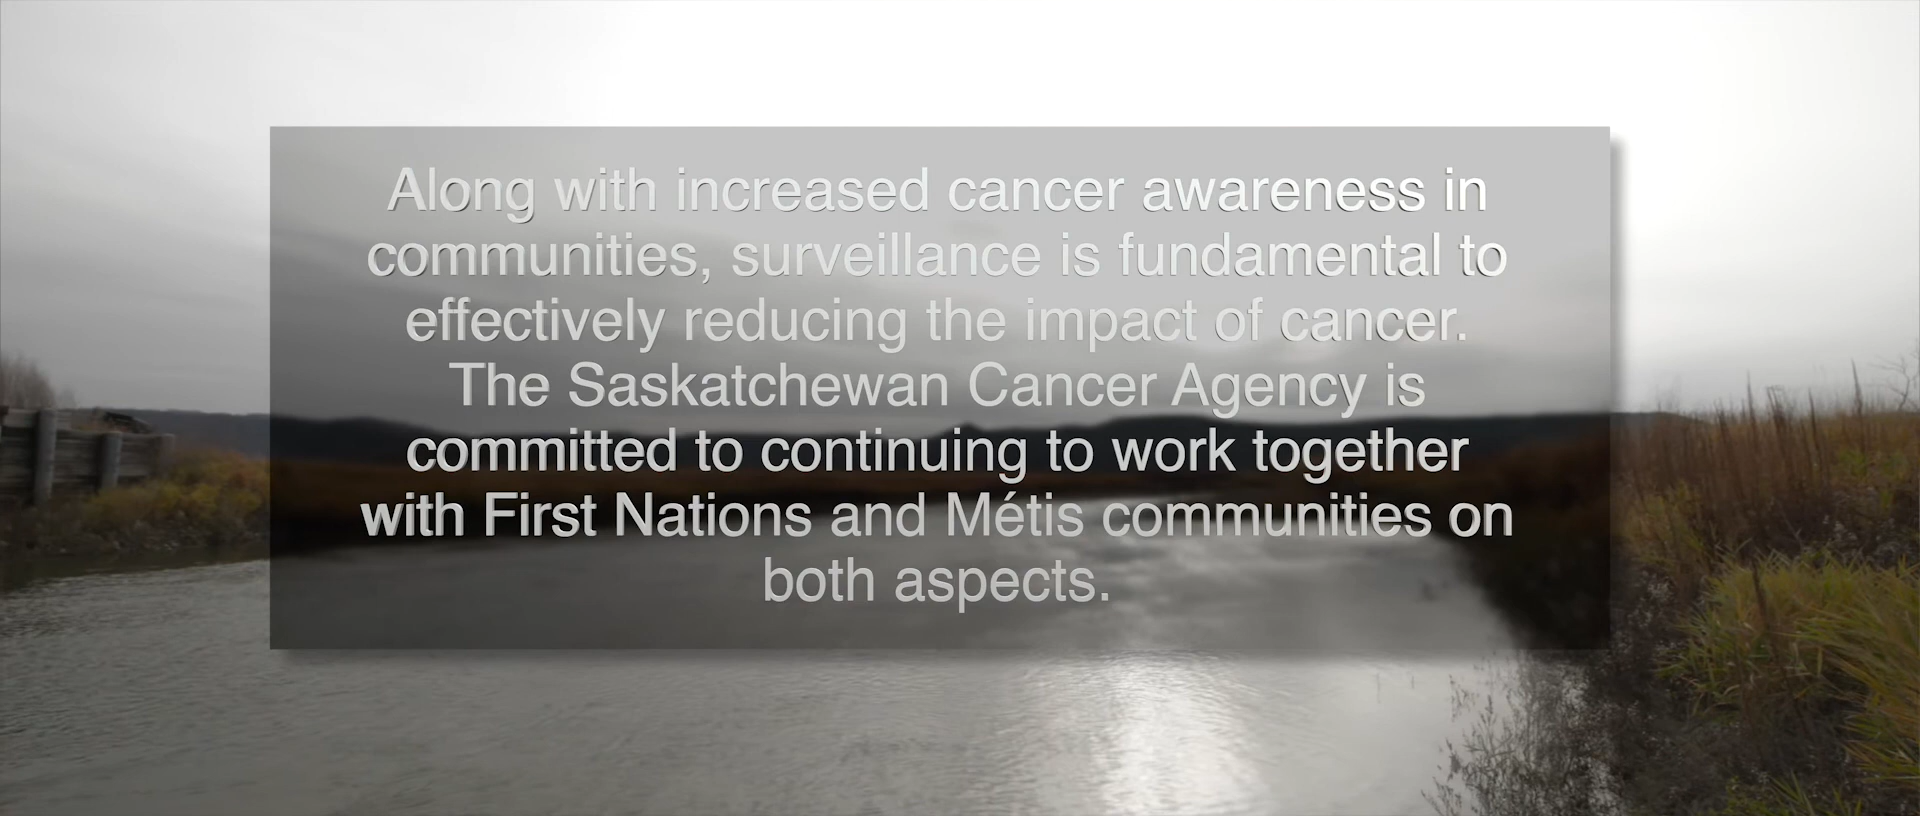 Along with increased cancer awareness in
communities, surveillance is fundamental to
effectively reducing the impact of cancer.
The Saskatchewan Cancer Agency is
committed to continuing to work together
with First Nations and Métis communities on
both aspects.